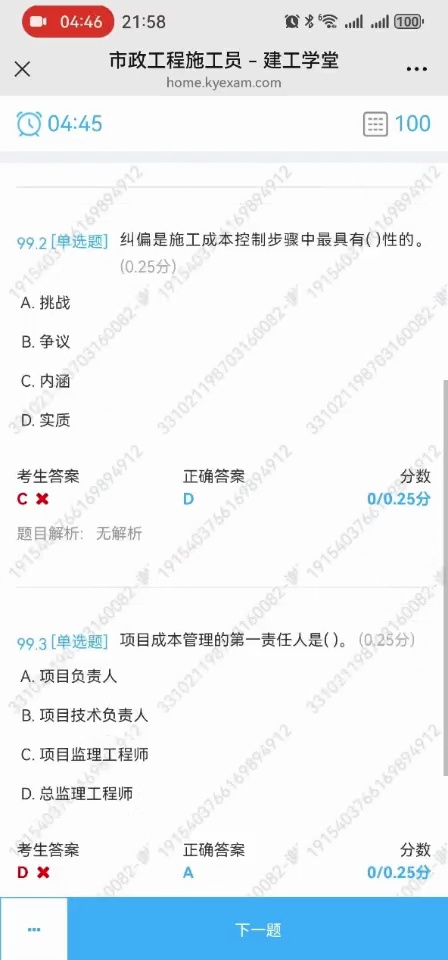 04:46 21:58 6 100
市政工程施工员 – 建工学堂
home.kyexam.com
04:45 100
99.2 [单选题] 纠偏是施工成本控制步骤中最具有( )性的。
(0.25分)
A. 挑战
B. 争议
C. 内涵
D. 实质
考生答案 正确答案 分数
C D 0/0.25分
题目解析: 无解析
99.3 [单选题] 项目成本管理的第一责任人是( )。 (0.25分)
A. 项目负责人
B. 项目技术负责人
C. 项目监理工程师
D. 总监理工程师
考生答案 正确答案 分数
D A 0/0.25分
下一题